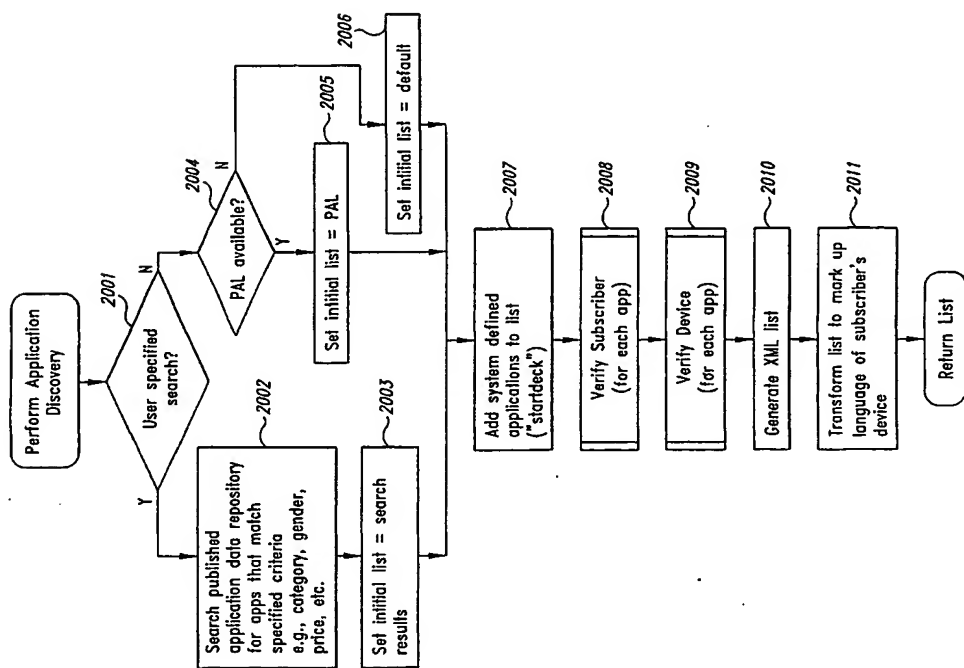 Perform Application
Discovery
2001
User specified
search?
Y
N
2002
Search published
application data repository
for apps that match
specified criteria
e.g., category, gender,
price, etc.
2003
Set intitial list = search
results
2004
PAL available?
N
Y
2005
Set intitial list = PAL
2006
Set intitial list = default
2007
Add system defined
applications to list
("startdeck")
2008
Verify Subscriber
(for each app)
2009
Verify Device
(for each app)
2010
Generate XML list
2011
Transform list to mark up
language of subscriber's
device
Return List